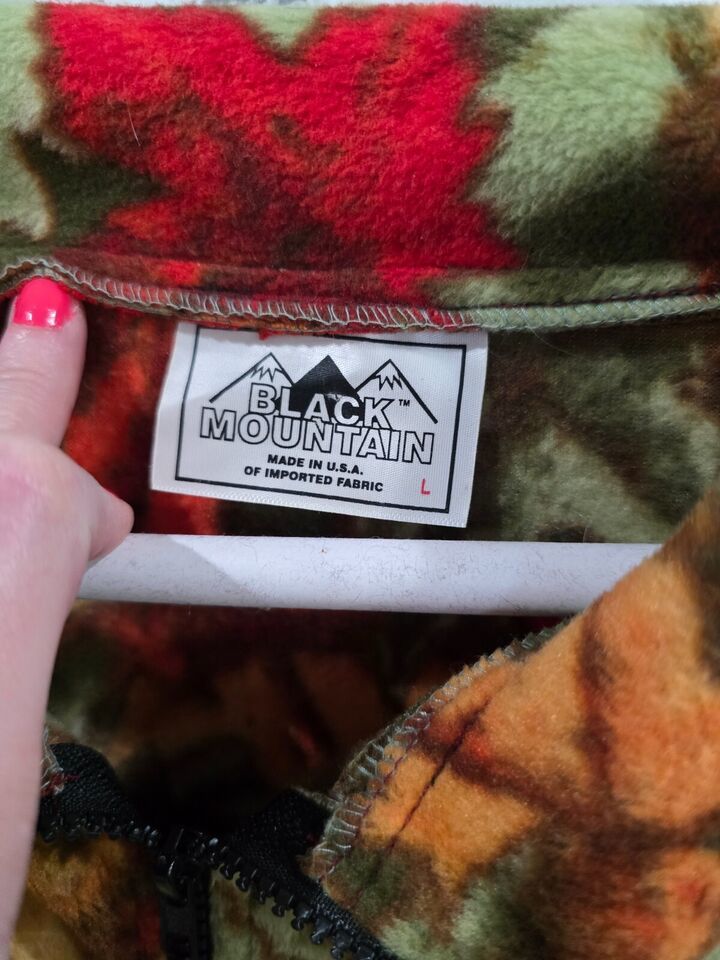 BLACK™
MOUNTAIN
MADE IN U.S.A.
OF IMPORTED FABRIC L